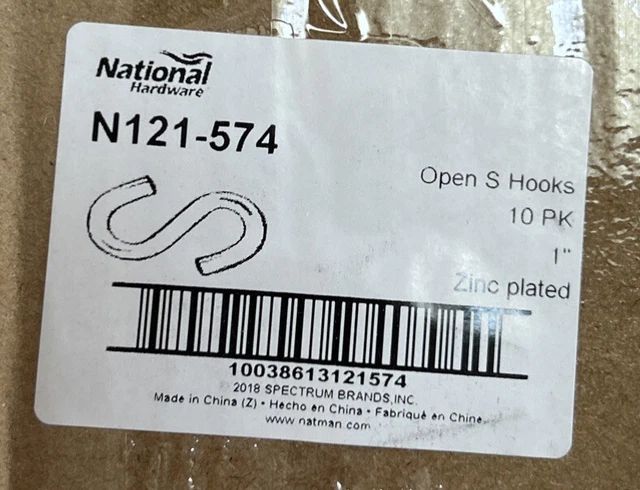 National
Hardware
N121-574
Open S Hooks
10 PK
1"
Zinc plated
10038613121574
2018 SPECTRUM BRANDS,INC.
Made in China (Z) • Hecho en China • Fabriqué en Chine
www.natman.com